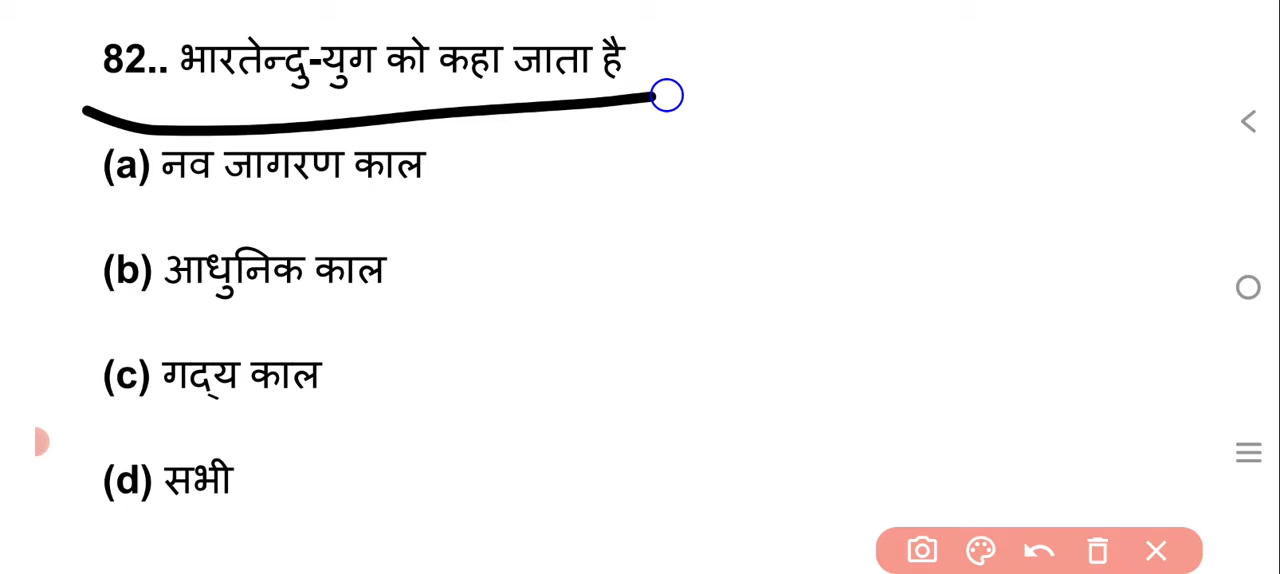 82.. भारतेन्दु-युग को कहा जाता है
(a) नव जागरण काल
(b) आधुनिक काल
(c) गद्‌य काल
(d) सभी